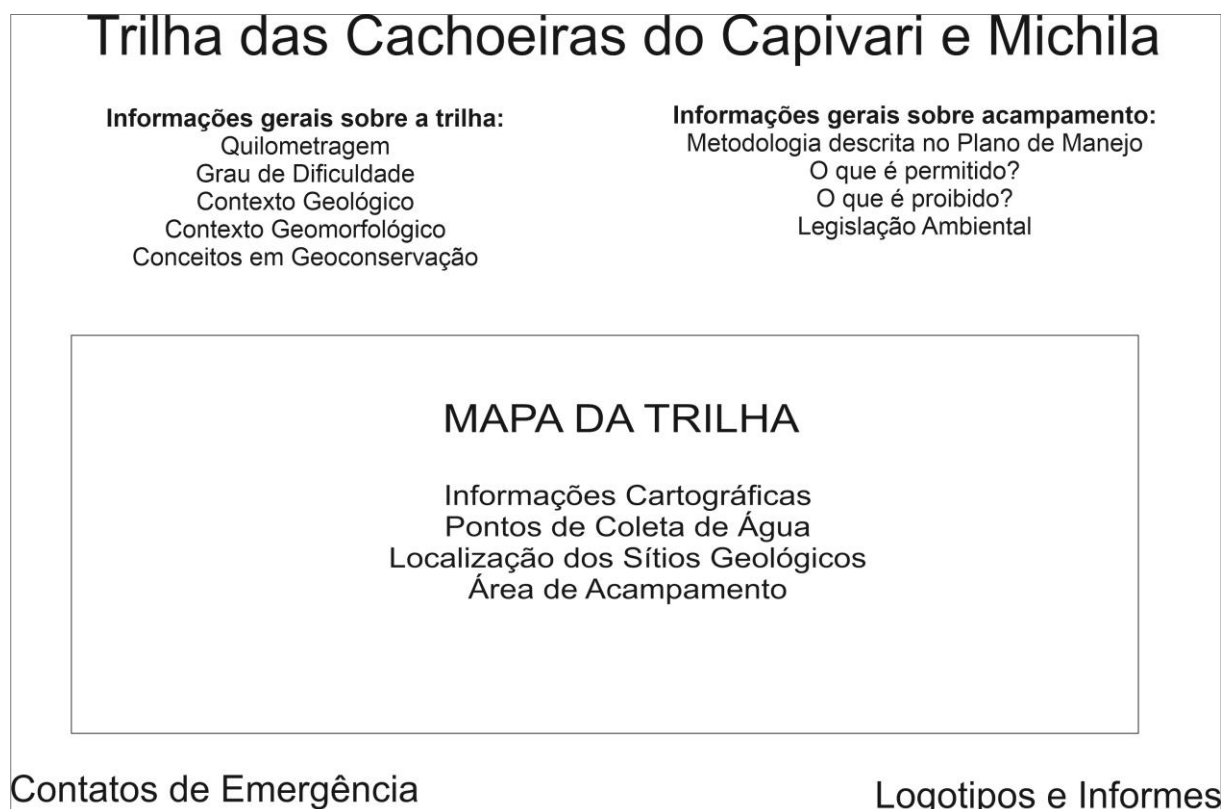 Trilha das Cachoeiras do Capivari e Michila
Informações gerais sobre a trilha:
Quilometragem
Grau de Dificuldade
Contexto Geológico
Contexto Geomorfológico
Conceitos em Geoconservação
Informações gerais sobre acampamento:
Metodologia descrita no Plano de Manejo
O que é permitido?
O que é proibido?
Legislação Ambiental
MAPA DA TRILHA
Informações Cartográficas
Pontos de Coleta de Água
Localização dos Sítios Geológicos
Área de Acampamento
Contatos de Emergência
Logotipos e Informes